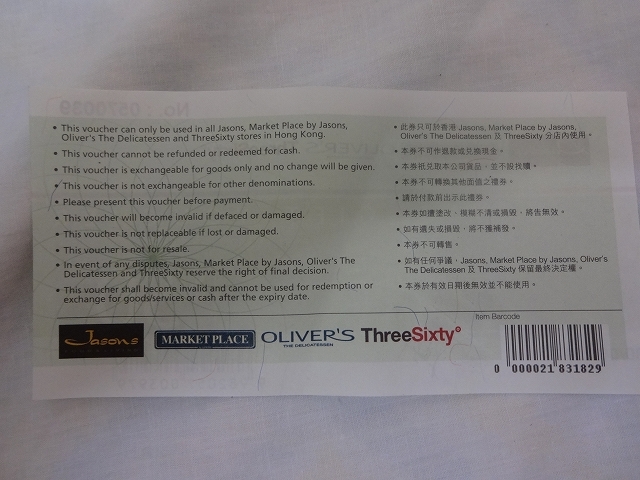 • This voucher can only be used in all Jasons, Market Place by Jasons,
Oliver's The Delicatessen and ThreeSixty stores in Hong Kong.
• This voucher cannot be refunded or redeemed for cash.
• This voucher is exchangeable for goods only and no change will be given.
• This voucher is not exchangeable for other denominations.
• Please present this voucher before payment.
• This voucher will become invalid if defaced or damaged.
• This voucher is not replaceable if lost or damaged.
• This voucher is not for resale.
• In event of any disputes, Jasons, Market Place by Jasons, Oliver's The
Delicatessen and ThreeSixty reserve the right of final decision.
• This voucher shall become invalid and cannot be used for redemption or
exchange for goods/services or cash after the expiry date.
• 此券只可於香港 Jasons, Market Place by Jasons,
Oliver's The Delicatessen 及 ThreeSixty 分店內使用。
• 本券不可作退款或兌換現金。
• 本券祇兌取本公司貨品，並不設找贖。
• 本券不可轉換其他面值之禮券。
• 請於付款前出示此禮券。
• 本券如遭塗改、模糊不清或損毀，將告無效。
• 如有遺失或損毀，將不獲補發。
• 本券不可轉售。
• 如有任何爭議，Jasons, Market Place by Jasons, Oliver's
The Delicatessen 及 ThreeSixty 保留最終決定權。
• 本券於有效日期後無效並不能使用。
Jasons
MARKET PLACE
OLIVER'S
THE DELICATESSEN
ThreeSixty°
Item Barcode
0 000021 831829
No. 0570039